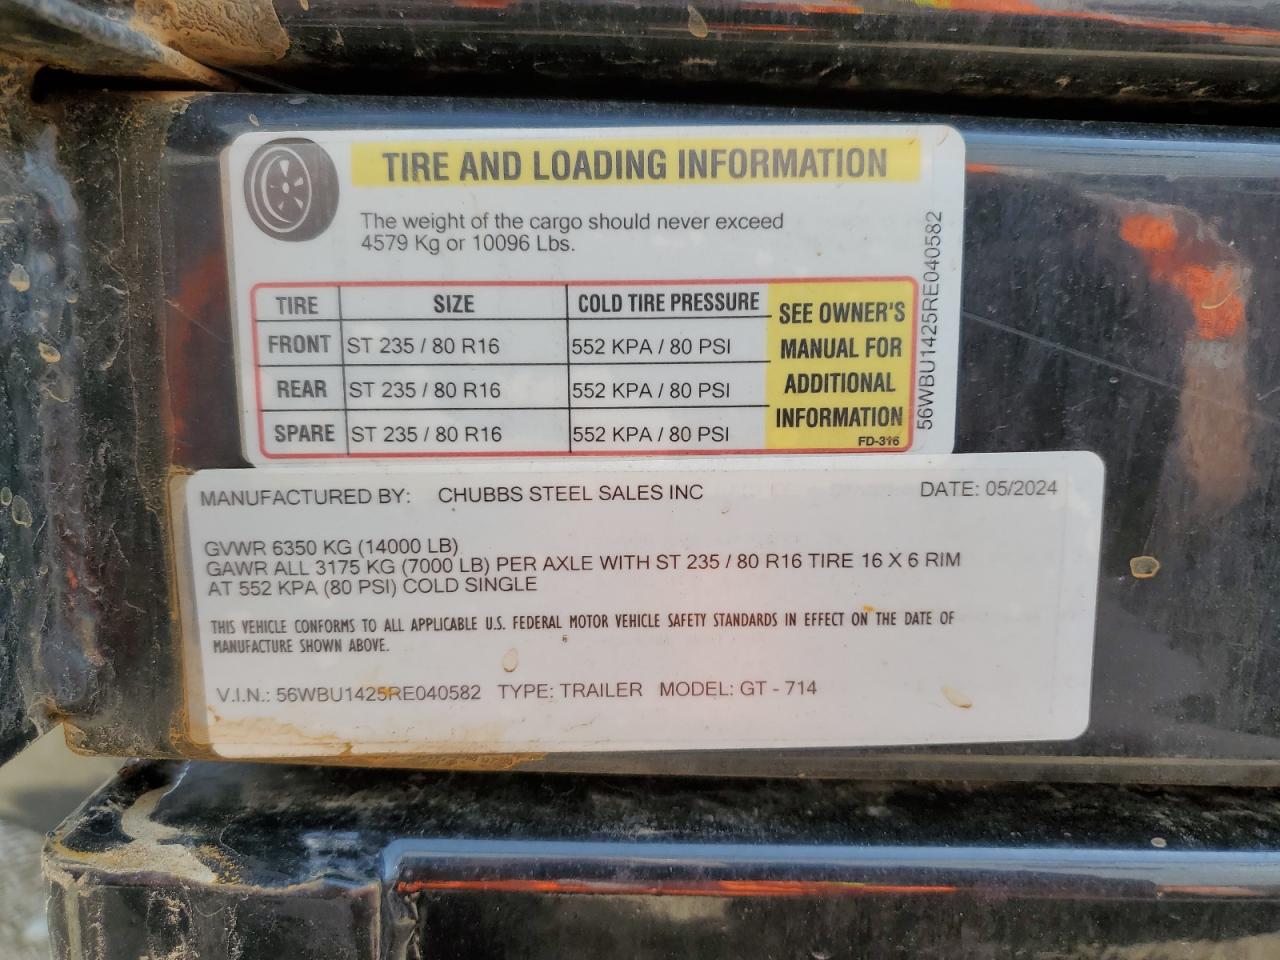 TIRE AND LOADING INFORMATION
The weight of the cargo should never exceed
4579 Kg or 10096 Lbs.
TIRE SIZE COLD TIRE PRESSURE
FRONT ST 235 / 80 R16 552 KPA / 80 PSI
REAR ST 235 / 80 R16 552 KPA / 80 PSI
SPARE ST 235 / 80 R16 552 KPA / 80 PSI
SEE OWNER'S
MANUAL FOR
ADDITIONAL
INFORMATION
FD-316
56WBU1425RE040582
MANUFACTURED BY: CHUBBS STEEL SALES INC DATE: 05/2024
GVWR 6350 KG (14000 LB)
GAWR ALL 3175 KG (7000 LB) PER AXLE WITH ST 235 / 80 R16 TIRE 16 X 6 RIM
AT 552 KPA (80 PSI) COLD SINGLE
THIS VEHICLE CONFORMS TO ALL APPLICABLE U.S. FEDERAL MOTOR VEHICLE SAFETY STANDARDS IN EFFECT ON THE DATE OF
MANUFACTURE SHOWN ABOVE.
V.I.N.: 56WBU1425RE040582 TYPE: TRAILER MODEL: GT - 714